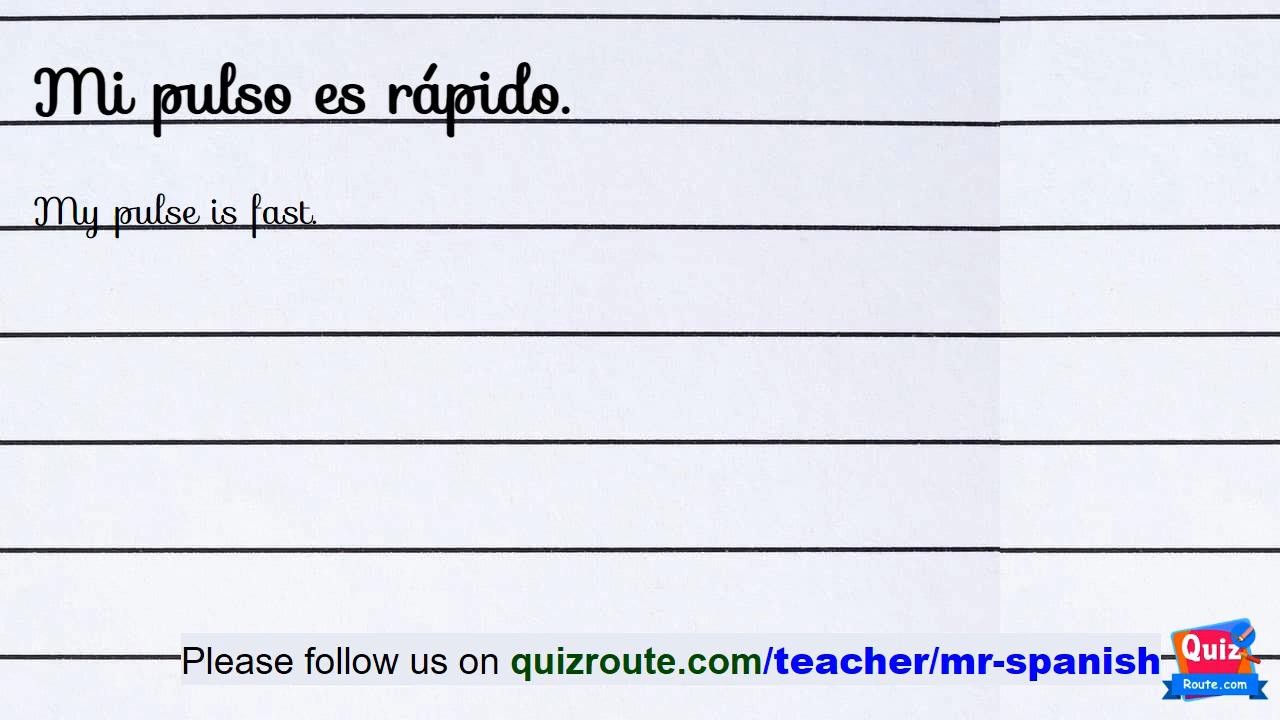 Mi pulso es rápido.
My pulse is fast.
Please follow us on quizroute.com/teacher/mr-spanish
Quiz
Route.com